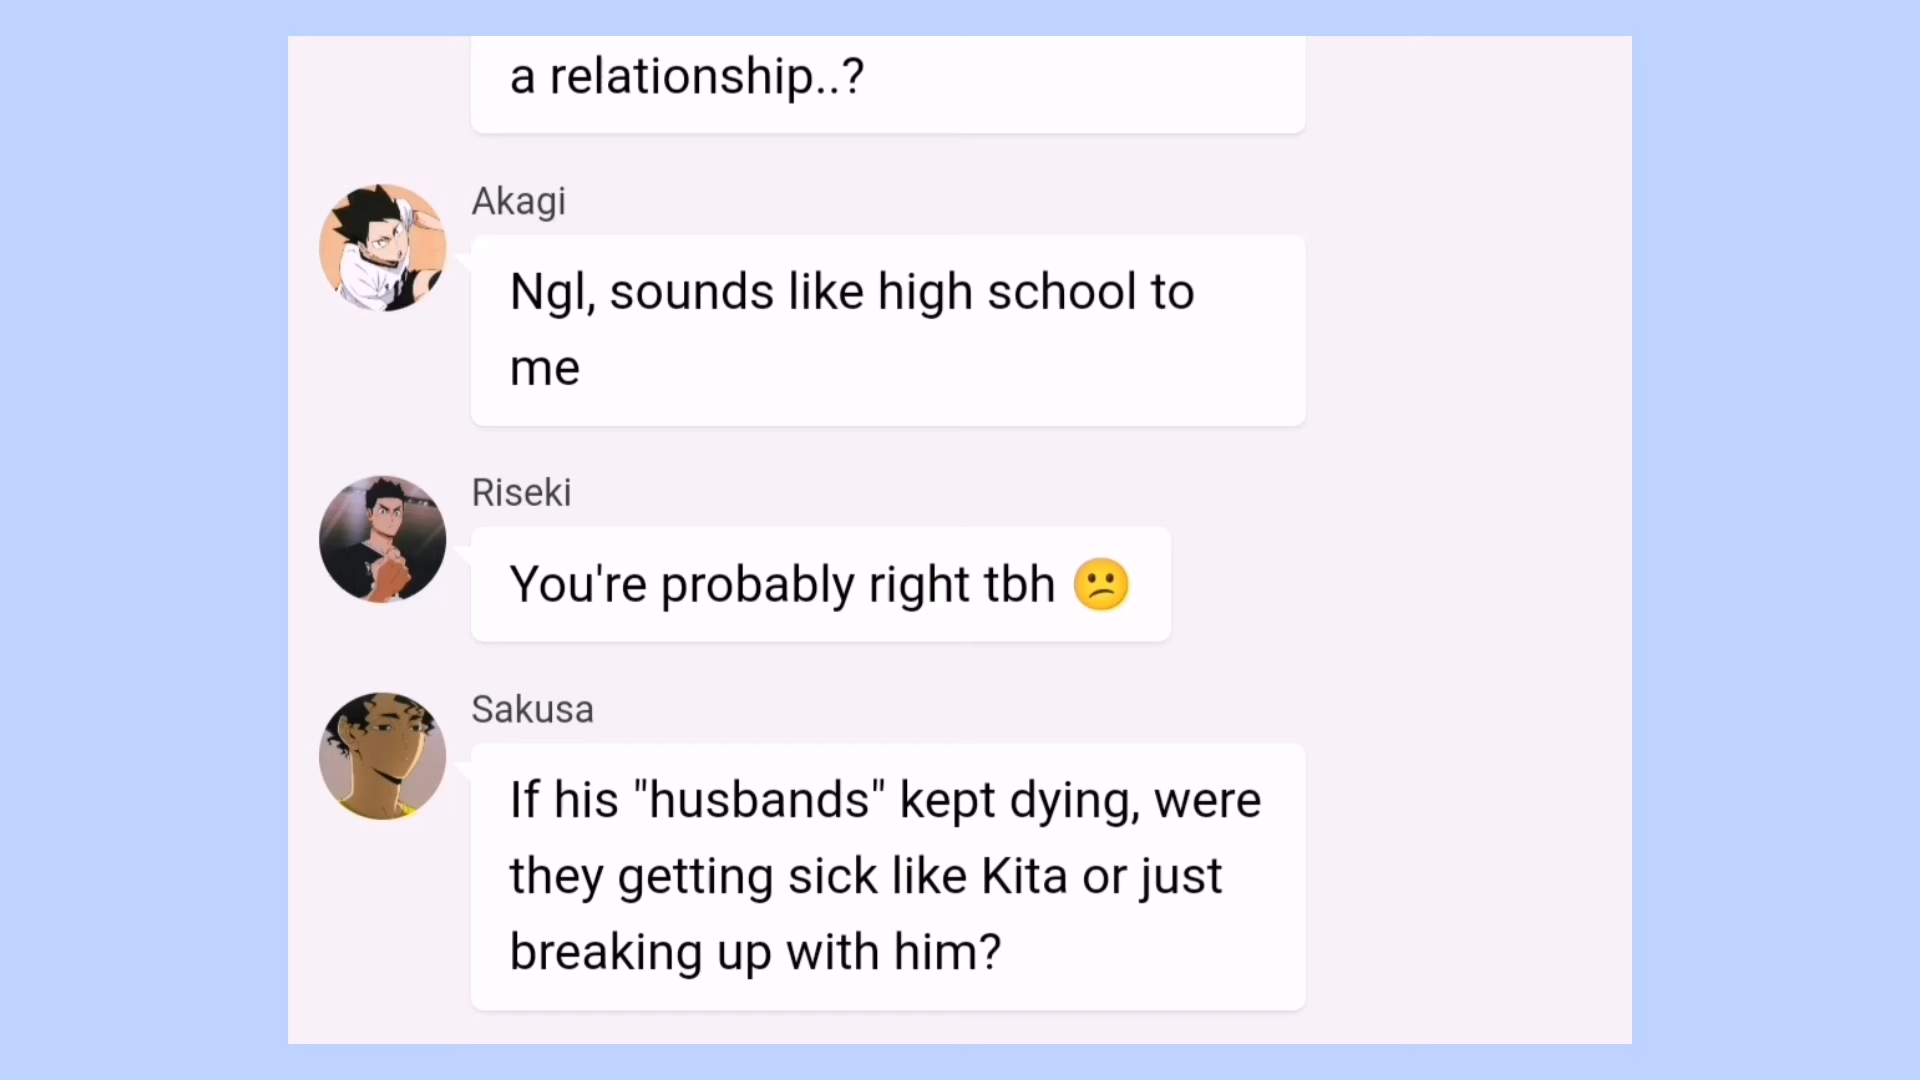 a relationship..?
Akagi
Ngl, sounds like high school to
me
Riseki
You're probably right tbh 😕
Sakusa
If his "husbands" kept dying, were
they getting sick like Kita or just
breaking up with him?